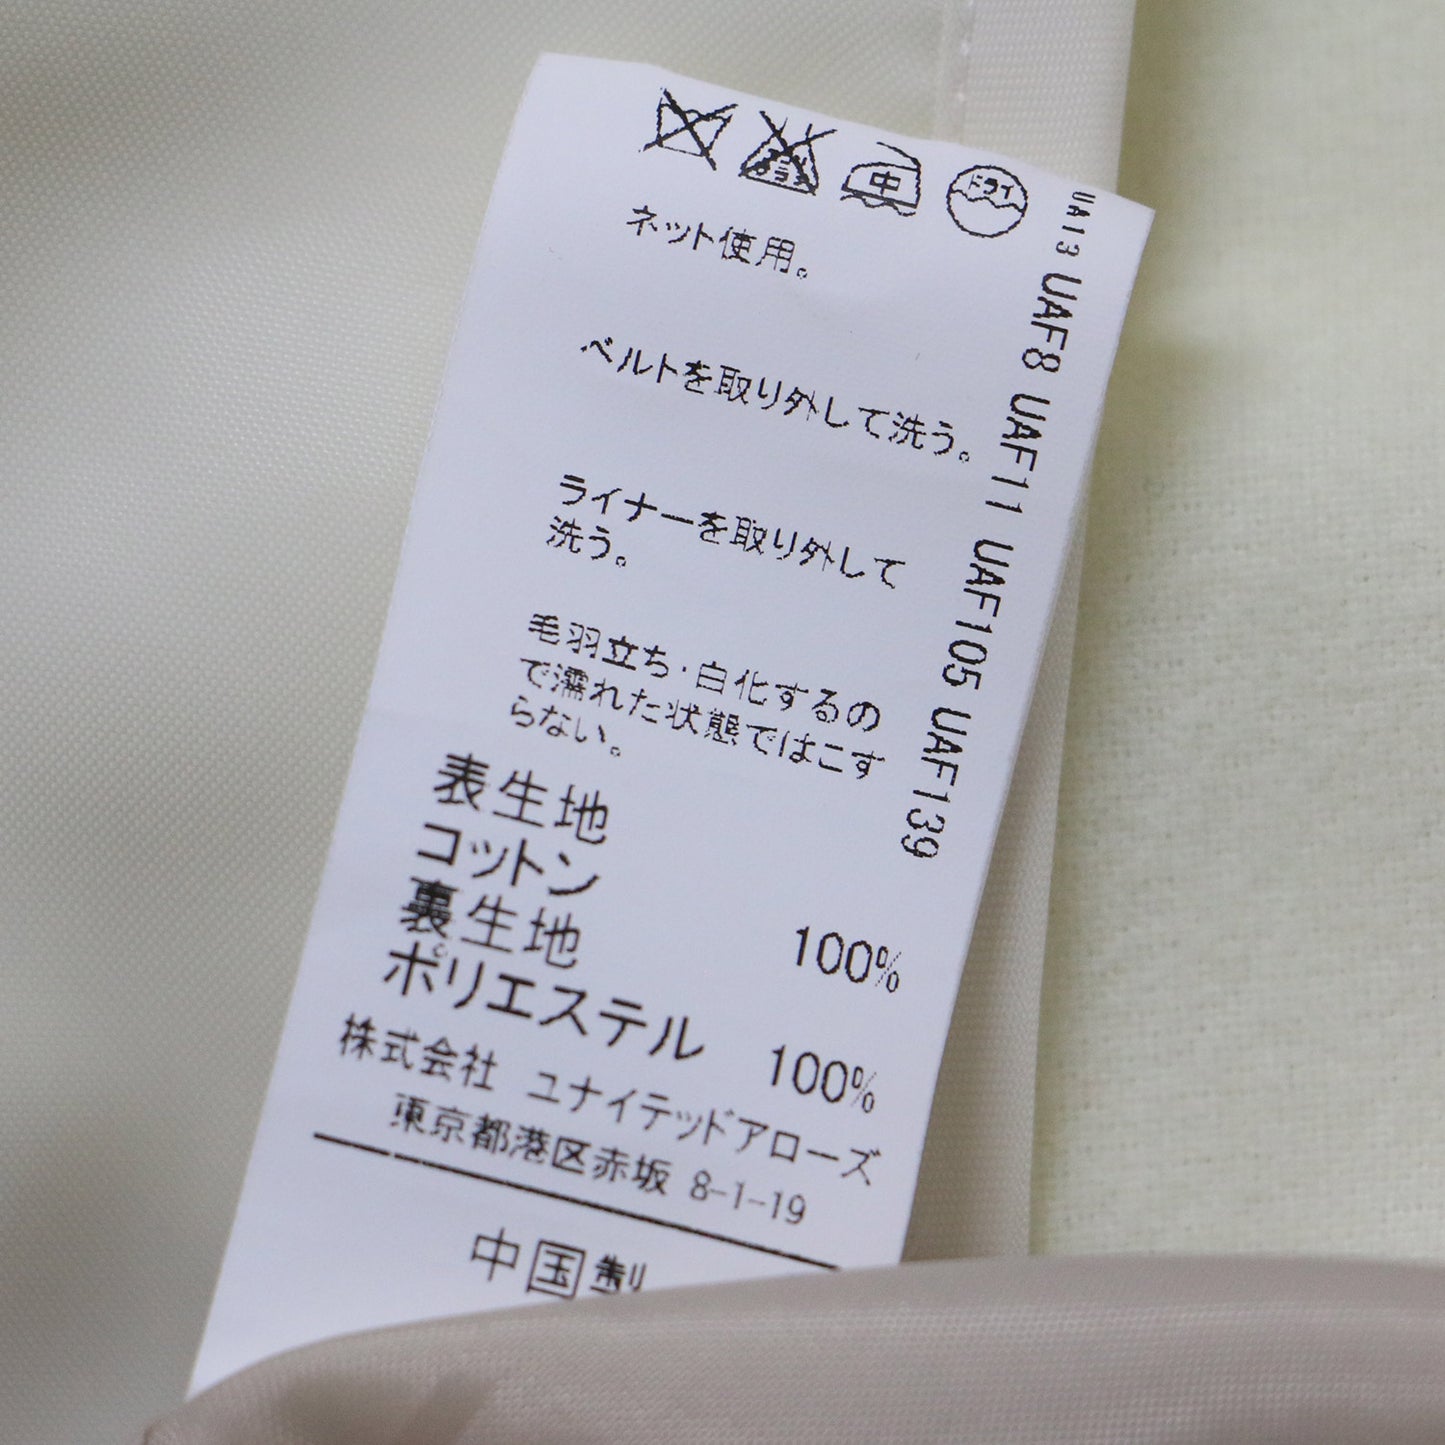 中
ドライ
ネット使用。
ベルトを取り外して洗う。
ライナーを取り外して
洗う。
毛羽立ち・白化するの
で濡れた状態ではこす
らない。
表生地
コットン 100%
裏生地
ポリエステル 100%
株式会社 ユナイテッドアローズ
東京都港区赤坂 8-1-19
中国製
UA13 UAF8 UAF11 UAF105 UAF139